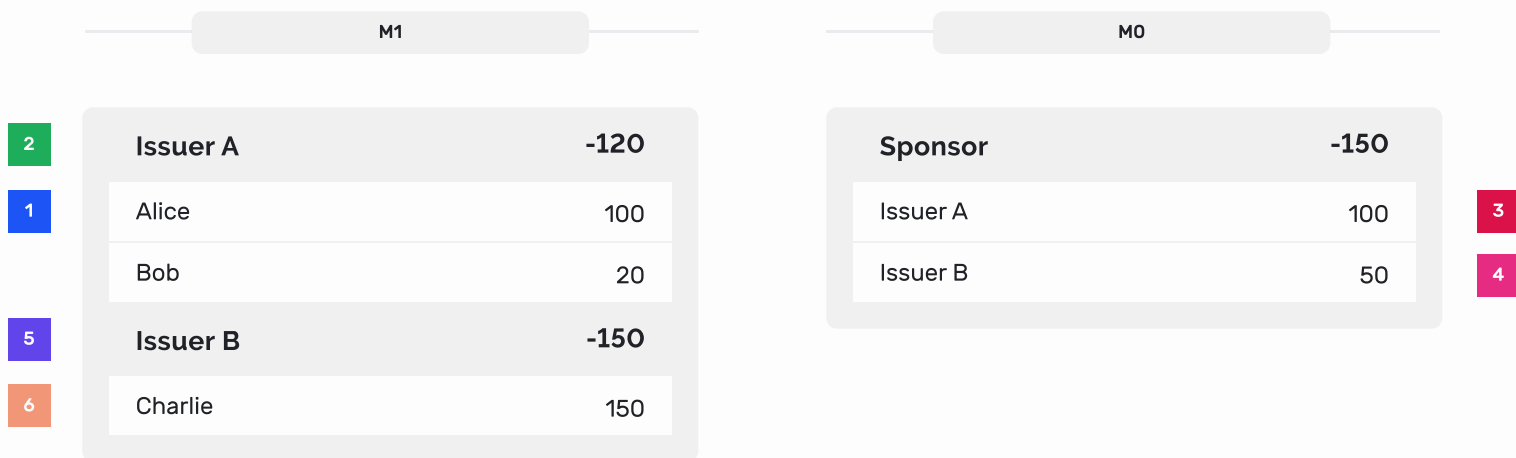 M1
M0
2
Issuer A -120
Sponsor -150
1
Alice 100
Issuer A 100
3
Bob 20
Issuer B 50
4
5
Issuer B -150
6
Charlie 150